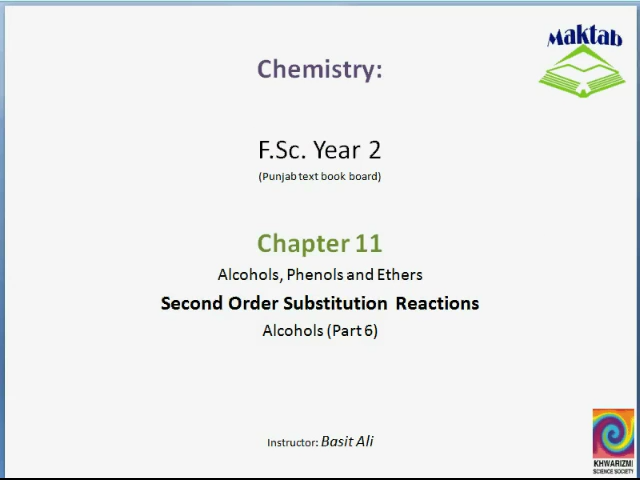 Maktab
Chemistry:
F.Sc. Year 2
(Punjab text book board)
Chapter 11
Alcohols, Phenols and Ethers
Second Order Substitution Reactions
Alcohols (Part 6)
Instructor: Basit Ali
KHWARIZMI
SCIENCE SOCIETY